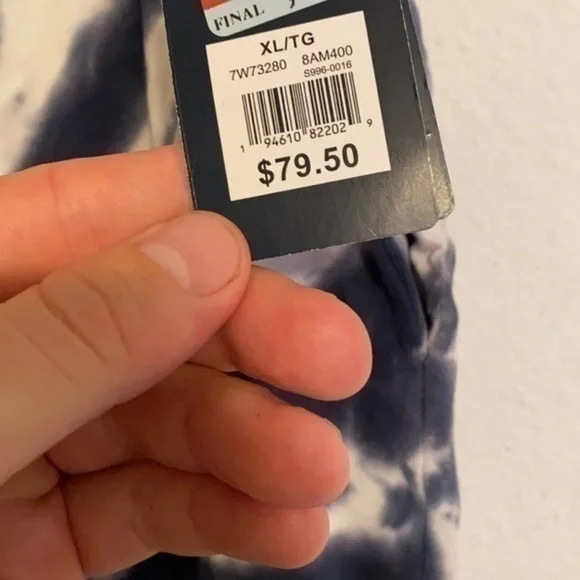 FINAL
XL/TG
7W73280 8AM400
S996-0016
1 94610 82202 9
$79.50